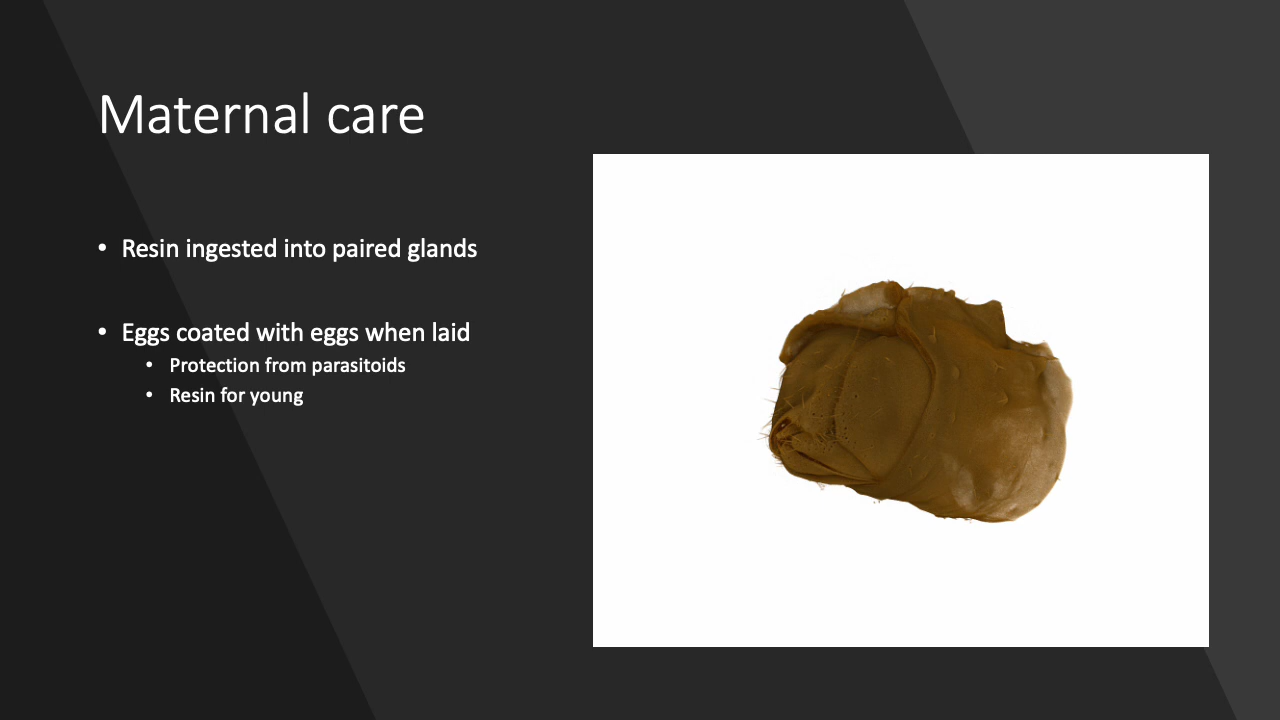 Maternal care
• Resin ingested into paired glands
• Eggs coated with eggs when laid
• Protection from parasitoids
• Resin for young